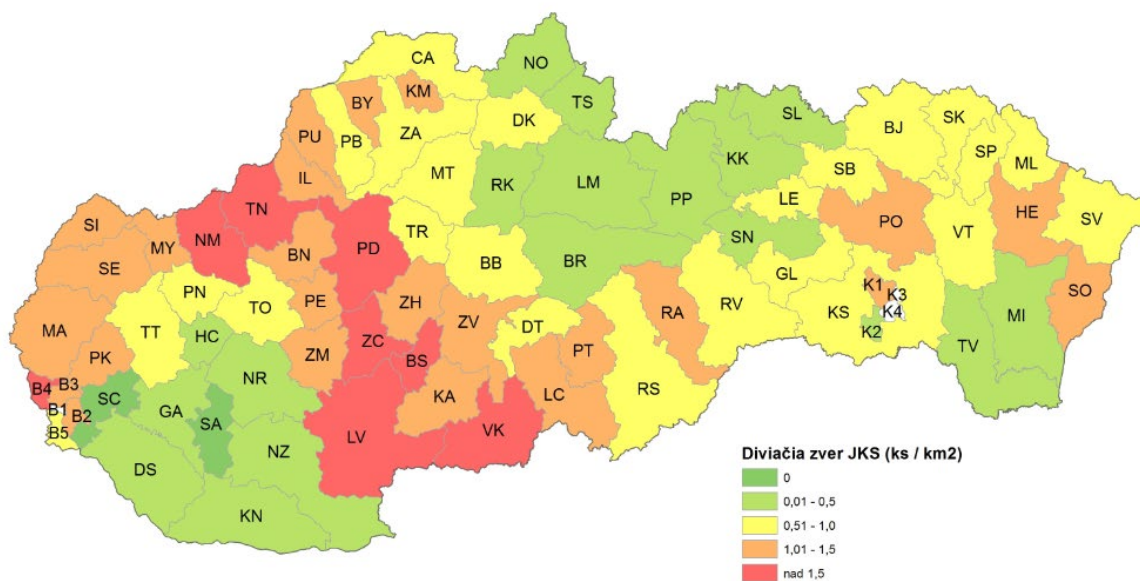 CA
NO
BY
KM
TS
SL
PU
PB
ZA
DK
BJ
SK
SP
ML
IL
MT
RK
LM
KK
SB
LE
PP
PO
HE
SV
VT
TN
SI
MY
NM
BN
PD
TR
BB
BR
SN
GL
SE
PN
TO
PE
ZH
ZV
DT
RA
RV
KS
K1
K3
K4
K2
SO
MI
TV
MA
TT
HC
ZM
ZC
BS
PT
PK
NR
KA
LC
RS
B4
B3
B1
B2
B5
SC
GA
SA
LV
VK
DS
NZ
KN
Diviačia zver JKS (ks / km2)
0
0,01 - 0,5
0,51 - 1,0
1,01 - 1,5
nad 1,5